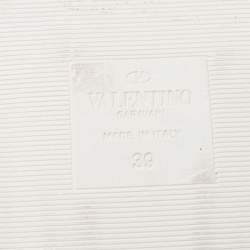 VALENTINO
GARAVANI
MADE IN ITALY
39